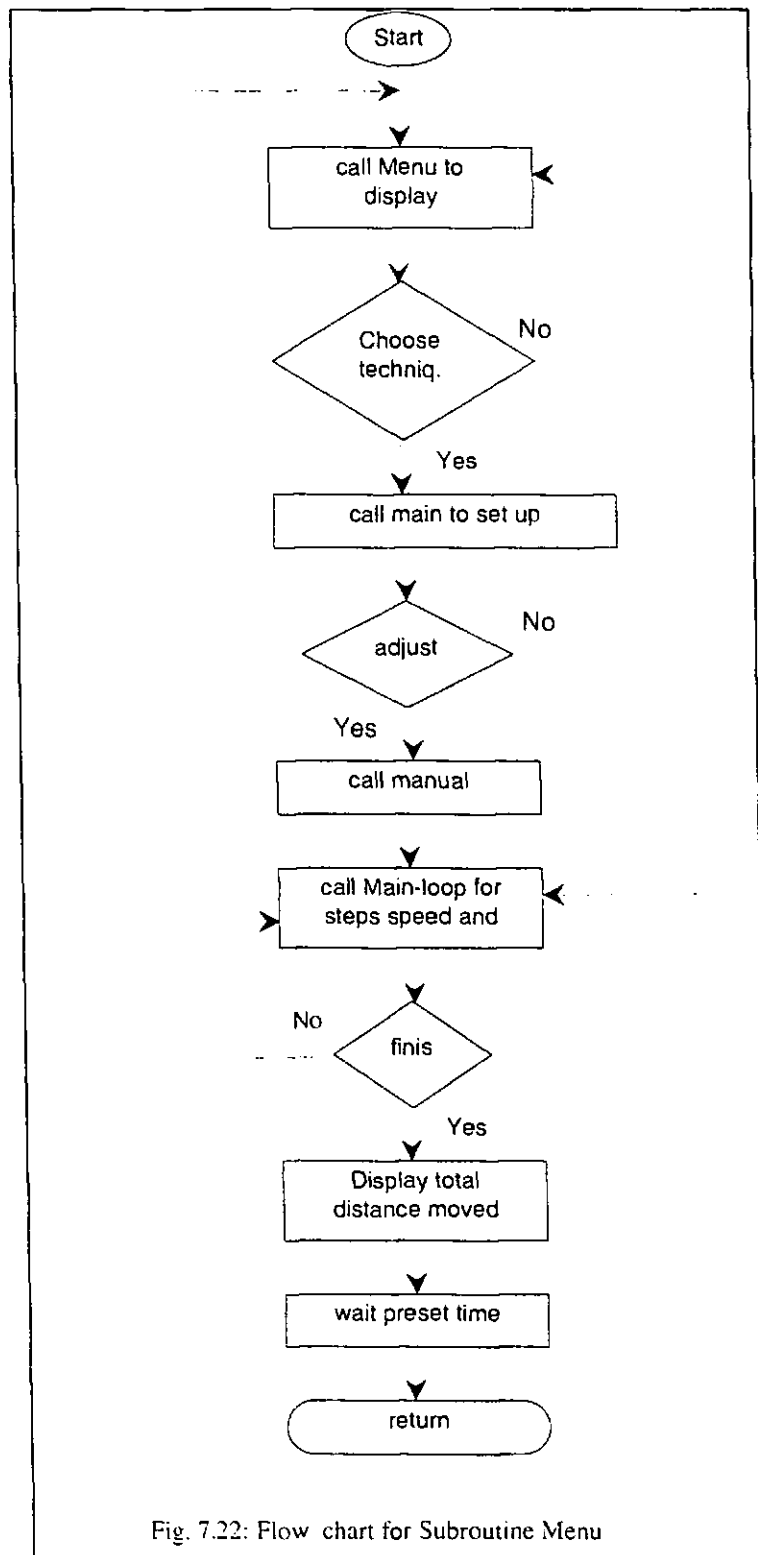 Start
call Menu to
display
Choose
techniq.
No
Yes
call main to set up
adjust
No
Yes
call manual
call Main-loop for
steps speed and
No
finis
Yes
Display total
distance moved
wait preset time
return
Fig. 7.22: Flow chart for Subroutine Menu